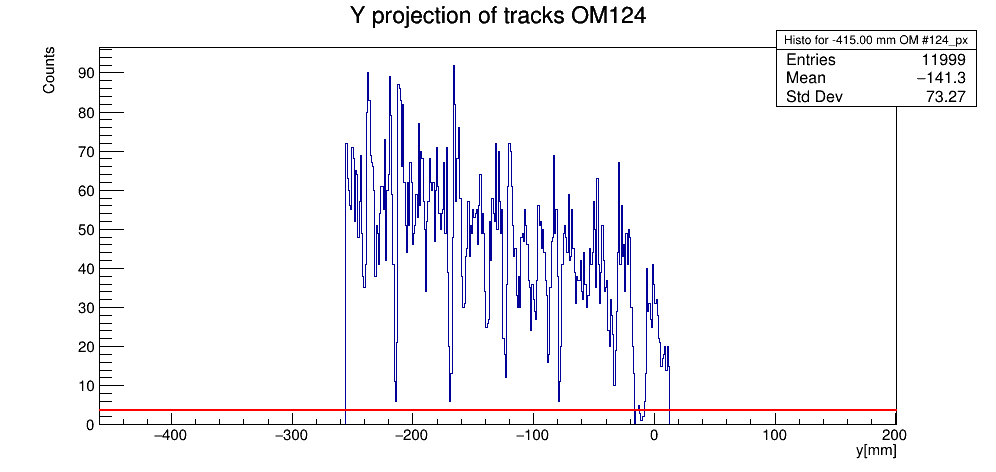 Y projection of tracks OM124
Histo for -415.00 mm OM #124_px
Entries 11999
Mean −141.3
Std Dev 73.27
Counts
90
80
70
60
50
40
30
20
10
0
−400 −300 −200 −100 0 100 200
y[mm]